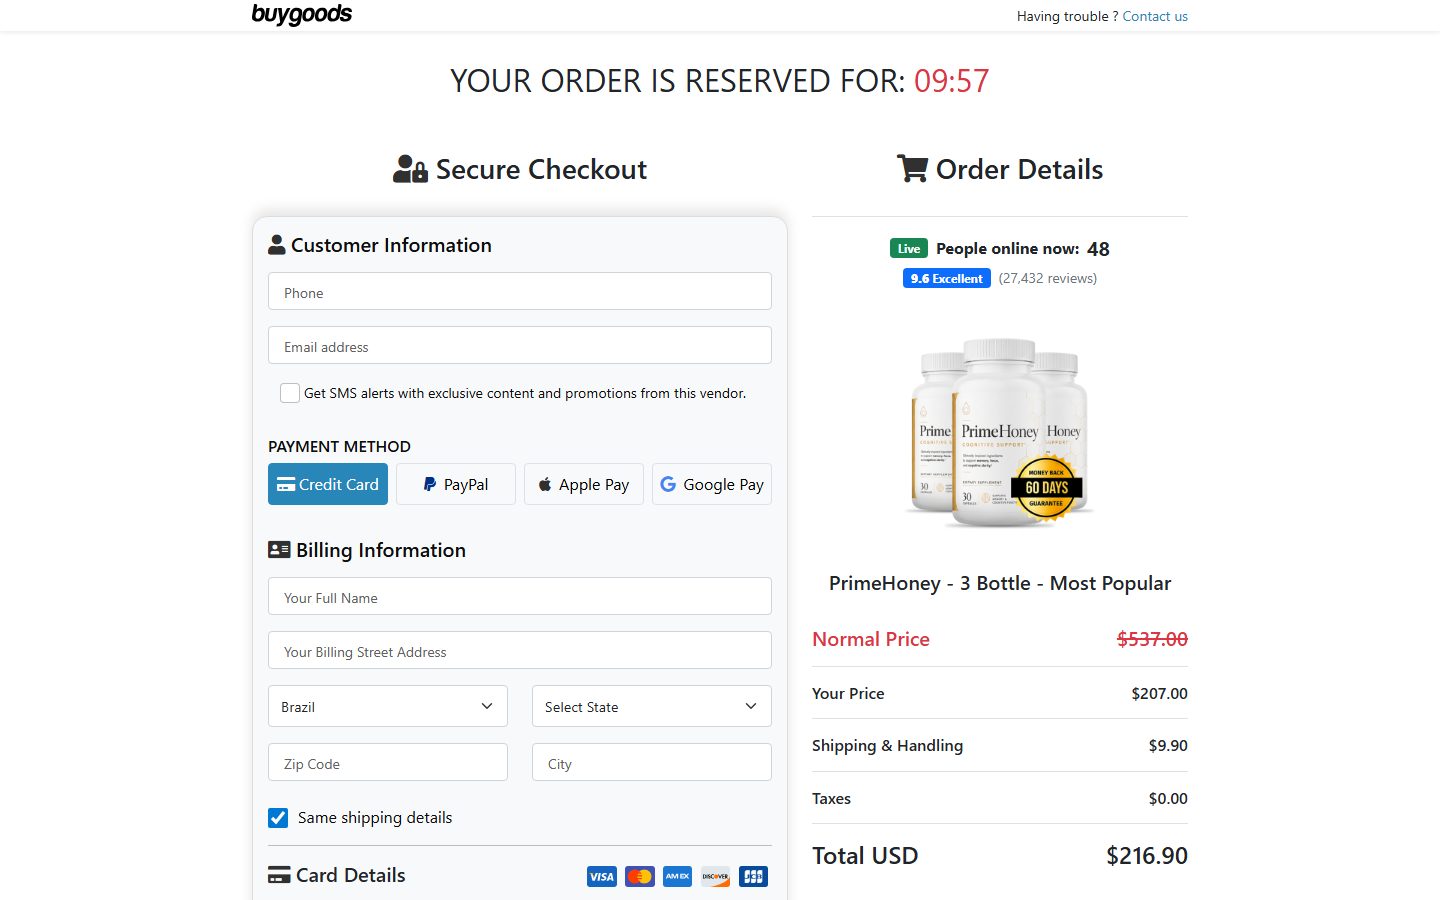 buygoods
Having trouble ? Contact us
YOUR ORDER IS RESERVED FOR: 09:57
Secure Checkout
Customer Information
Phone
Email address
Get SMS alerts with exclusive content and promotions from this vendor.
PAYMENT METHOD
Credit Card
PayPal
Apple Pay
Google Pay
Billing Information
Your Full Name
Your Billing Street Address
Brazil
Select State
Zip Code
City
Same shipping details
Card Details
VISA
AMEX
DISCOVER
JCB
Order Details
Live People online now: 48
9.6 Excellent (27,432 reviews)
Prime
PrimeHoney
Honey
COGNITIVE SUPPORT
DIETARY SUPPLEMENT
30
30
MONEY BACK
60 DAYS
GUARANTEE
PrimeHoney - 3 Bottle - Most Popular
Normal Price $537.00
Your Price $207.00
Shipping & Handling $9.90
Taxes $0.00
Total USD $216.90